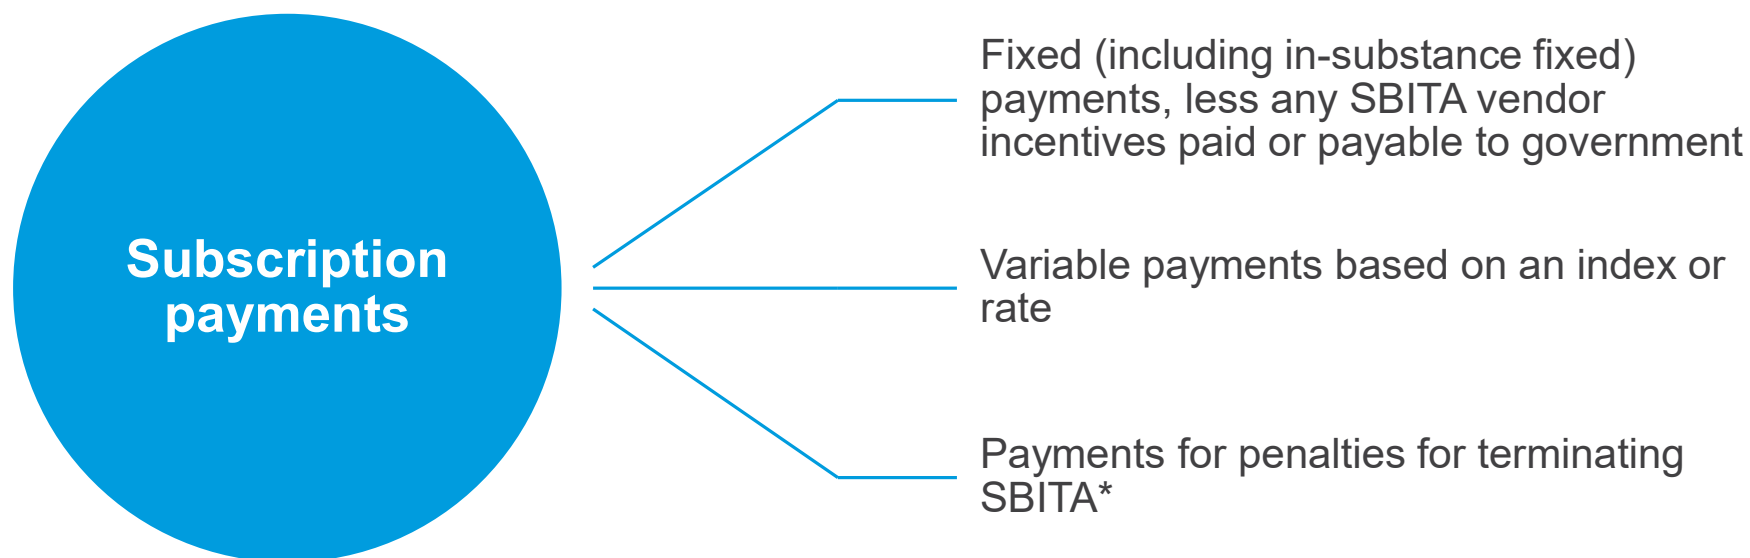 Subscription
payments
Fixed (including in-substance fixed)
payments, less any SBITA vendor
incentives paid or payable to government
Variable payments based on an index or
rate
Payments for penalties for terminating
SBITA*